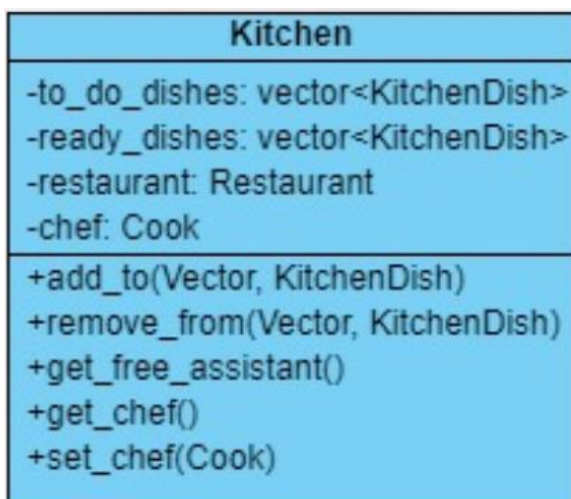 Kitchen
-to_do_dishes: vector<KitchenDish>
-ready_dishes: vector<KitchenDish>
-restaurant: Restaurant
-chef: Cook
+add_to(Vector, KitchenDish)
+remove_from(Vector, KitchenDish)
+get_free_assistant()
+get_chef()
+set_chef(Cook)